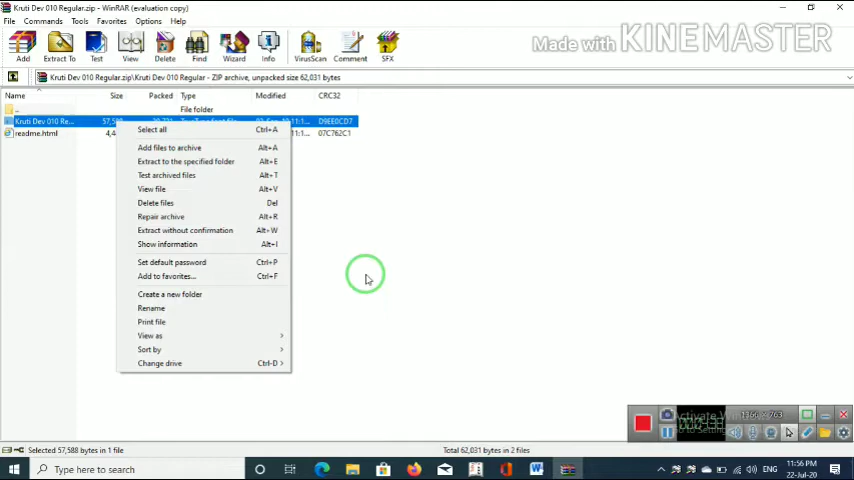 Kruti Dev 010 Regular.zip - WinRAR (evaluation copy)
File Commands Tools Favorites Options Help
Made with KINEMASTER
Add Extract To Test View Delete Find Wizard Info VirusScan Comment SFX
Kruti Dev 010 Regular.zip\Kruti Dev 010 Regular - ZIP archive, unpacked size 62,031 bytes
Name Size Packed Type Modified CRC32
.. File folder
Kruti Dev 010 Re... 57,588 D9EE0CD7
readme.html 07C762C1
Select all Ctrl+A
Add files to archive Alt+A
Extract to the specified folder Alt+E
Test archived files Alt+T
View file Alt+V
Delete files Del
Repair archive Alt+R
Extract without confirmation Alt+W
Show information Alt+I
Set default password Ctrl+P
Add to favorites... Ctrl+F
Create a new folder
Rename
Print file
View as
Sort by
Change drive Ctrl-D
1366 X 763
Selected 57,588 bytes in 1 file
Total 62,031 bytes in 2 files
Type here to search
ENG
11:56 PM
22-Jul-20